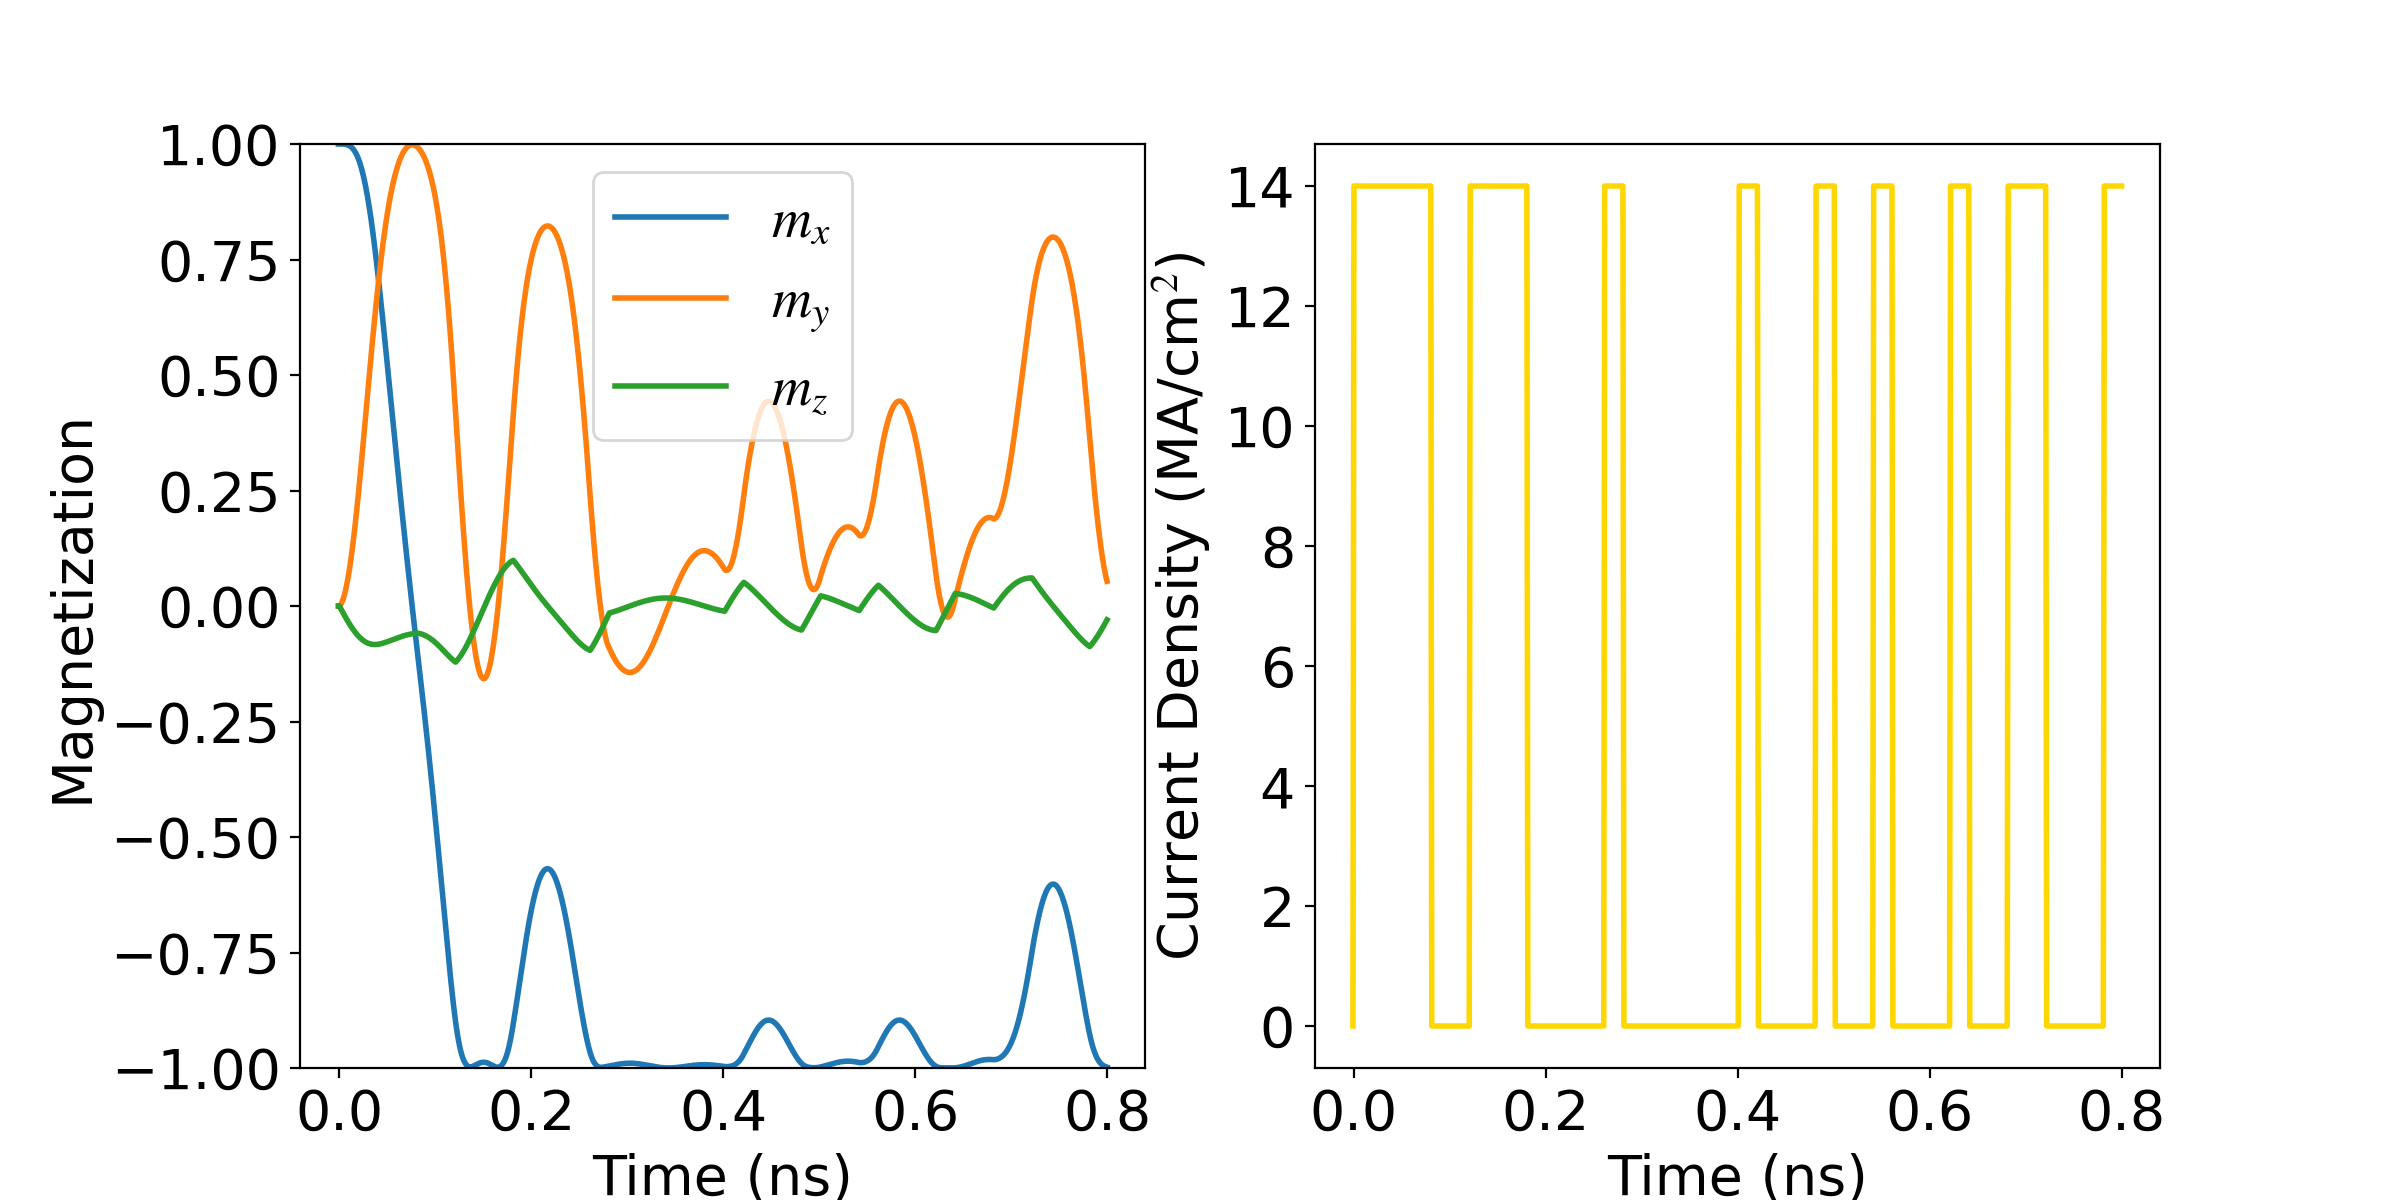 Magnetization
1.00
0.75
0.50
0.25
0.00
−0.25
−0.50
−0.75
−1.00
0.0 0.2 0.4 0.6 0.8
Time (ns)
mₓ
m_y
m_z
Current Density (MA/cm²)
14
12
10
8
6
4
2
0
0.0 0.2 0.4 0.6 0.8
Time (ns)